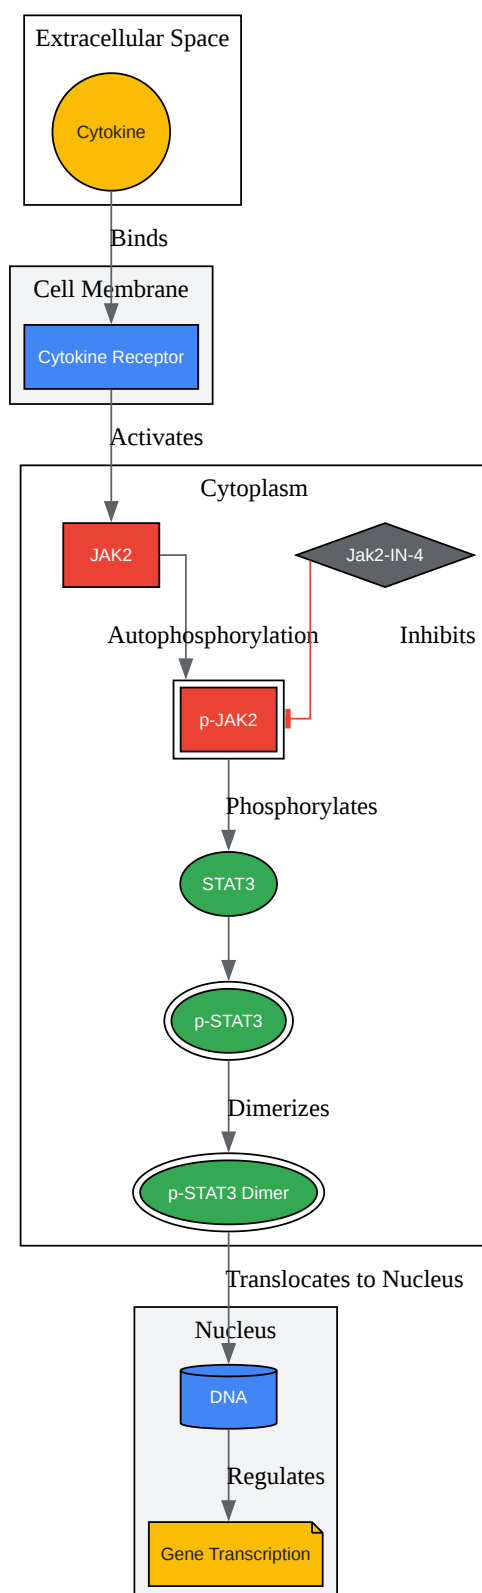 Extracellular Space
Cytokine
Binds
Cell Membrane
Cytokine Receptor
Activates
Cytoplasm
JAK2
Jak2-IN-4
Autophosphorylation
Inhibits
p-JAK2
Phosphorylates
STAT3
p-STAT3
Dimerizes
p-STAT3 Dimer
Translocates to Nucleus
Nucleus
DNA
Regulates
Gene Transcription